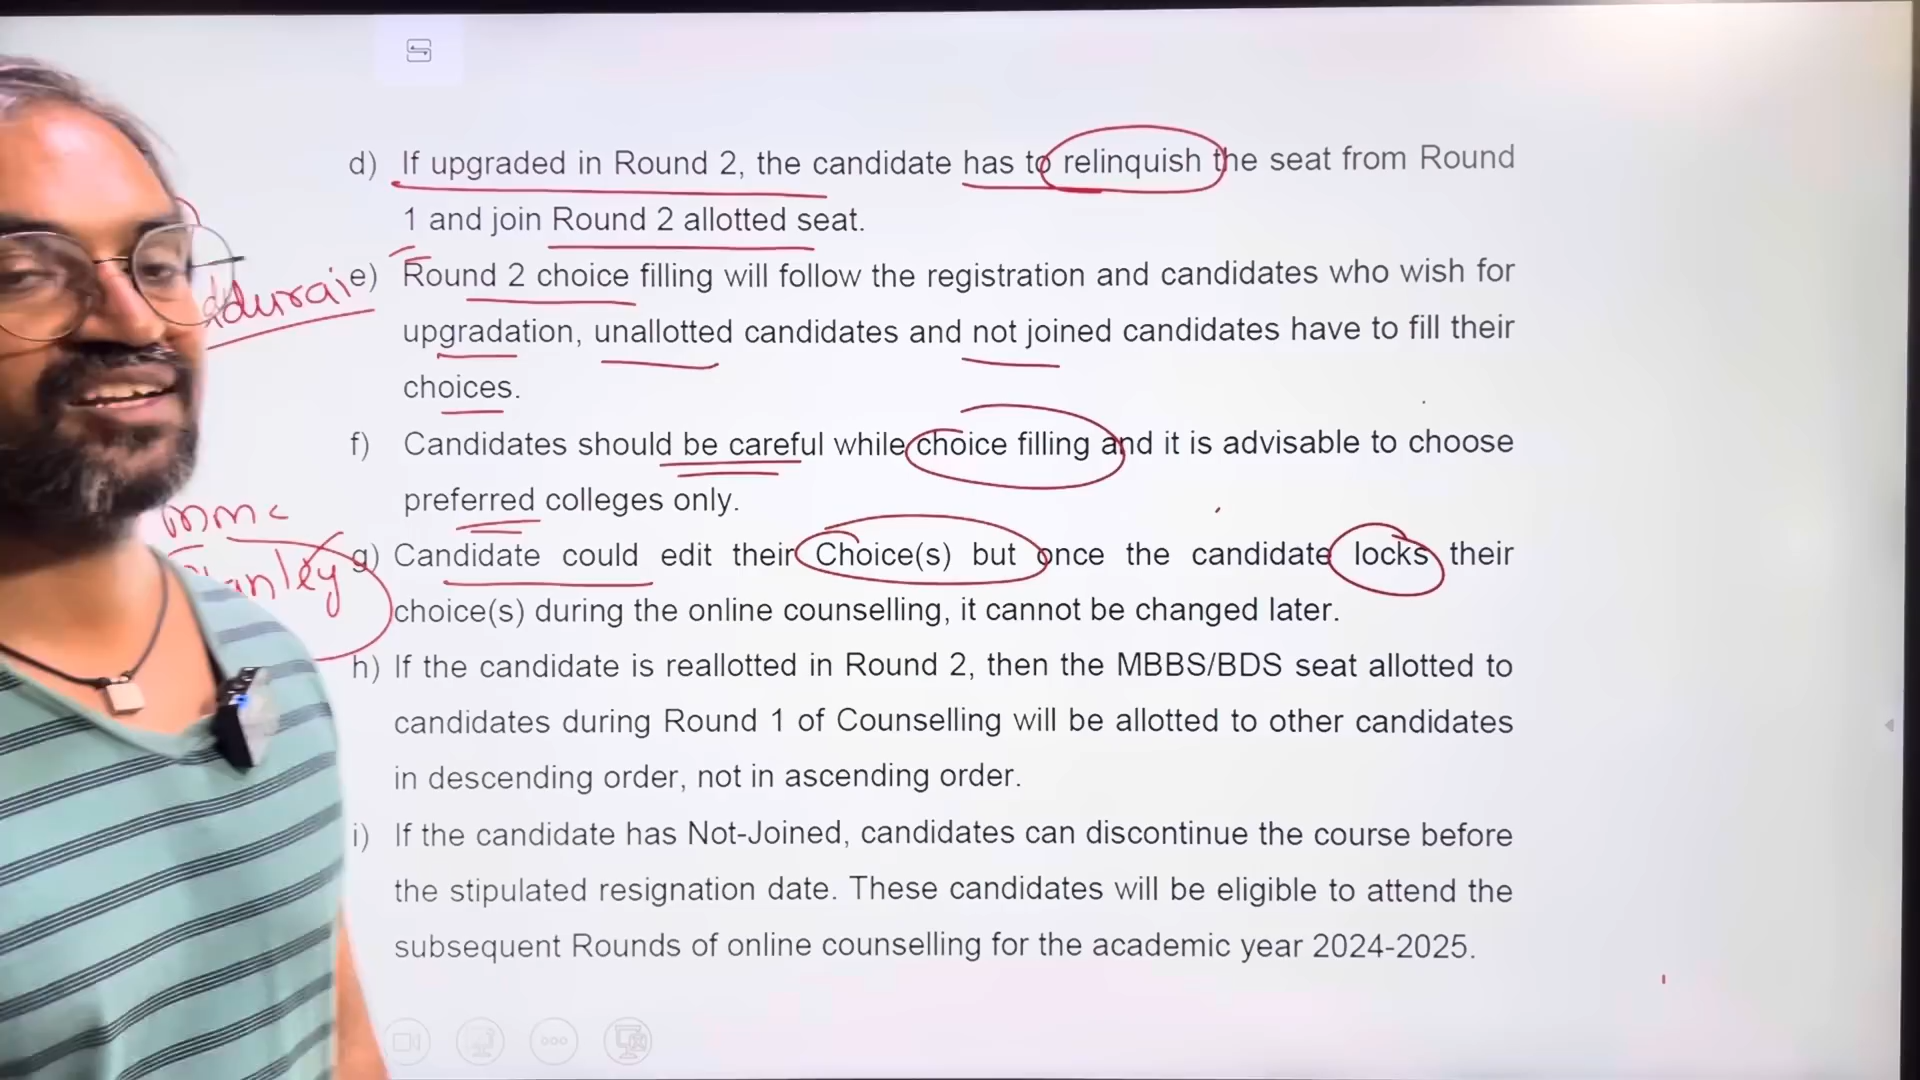 d) If upgraded in Round 2, the candidate has to relinquish the seat from Round
1 and join Round 2 allotted seat.
e) Round 2 choice filling will follow the registration and candidates who wish for
upgradation, unallotted candidates and not joined candidates have to fill their
choices.
f) Candidates should be careful while choice filling and it is advisable to choose
preferred colleges only.
mmc
g) Candidate could edit their Choice(s) but once the candidate locks their
choice(s) during the online counselling, it cannot be changed later.
h) If the candidate is reallotted in Round 2, then the MBBS/BDS seat allotted to
candidates during Round 1 of Counselling will be allotted to other candidates
in descending order, not in ascending order.
i) If the candidate has Not-Joined, candidates can discontinue the course before
the stipulated resignation date. These candidates will be eligible to attend the
subsequent Rounds of online counselling for the academic year 2024-2025.